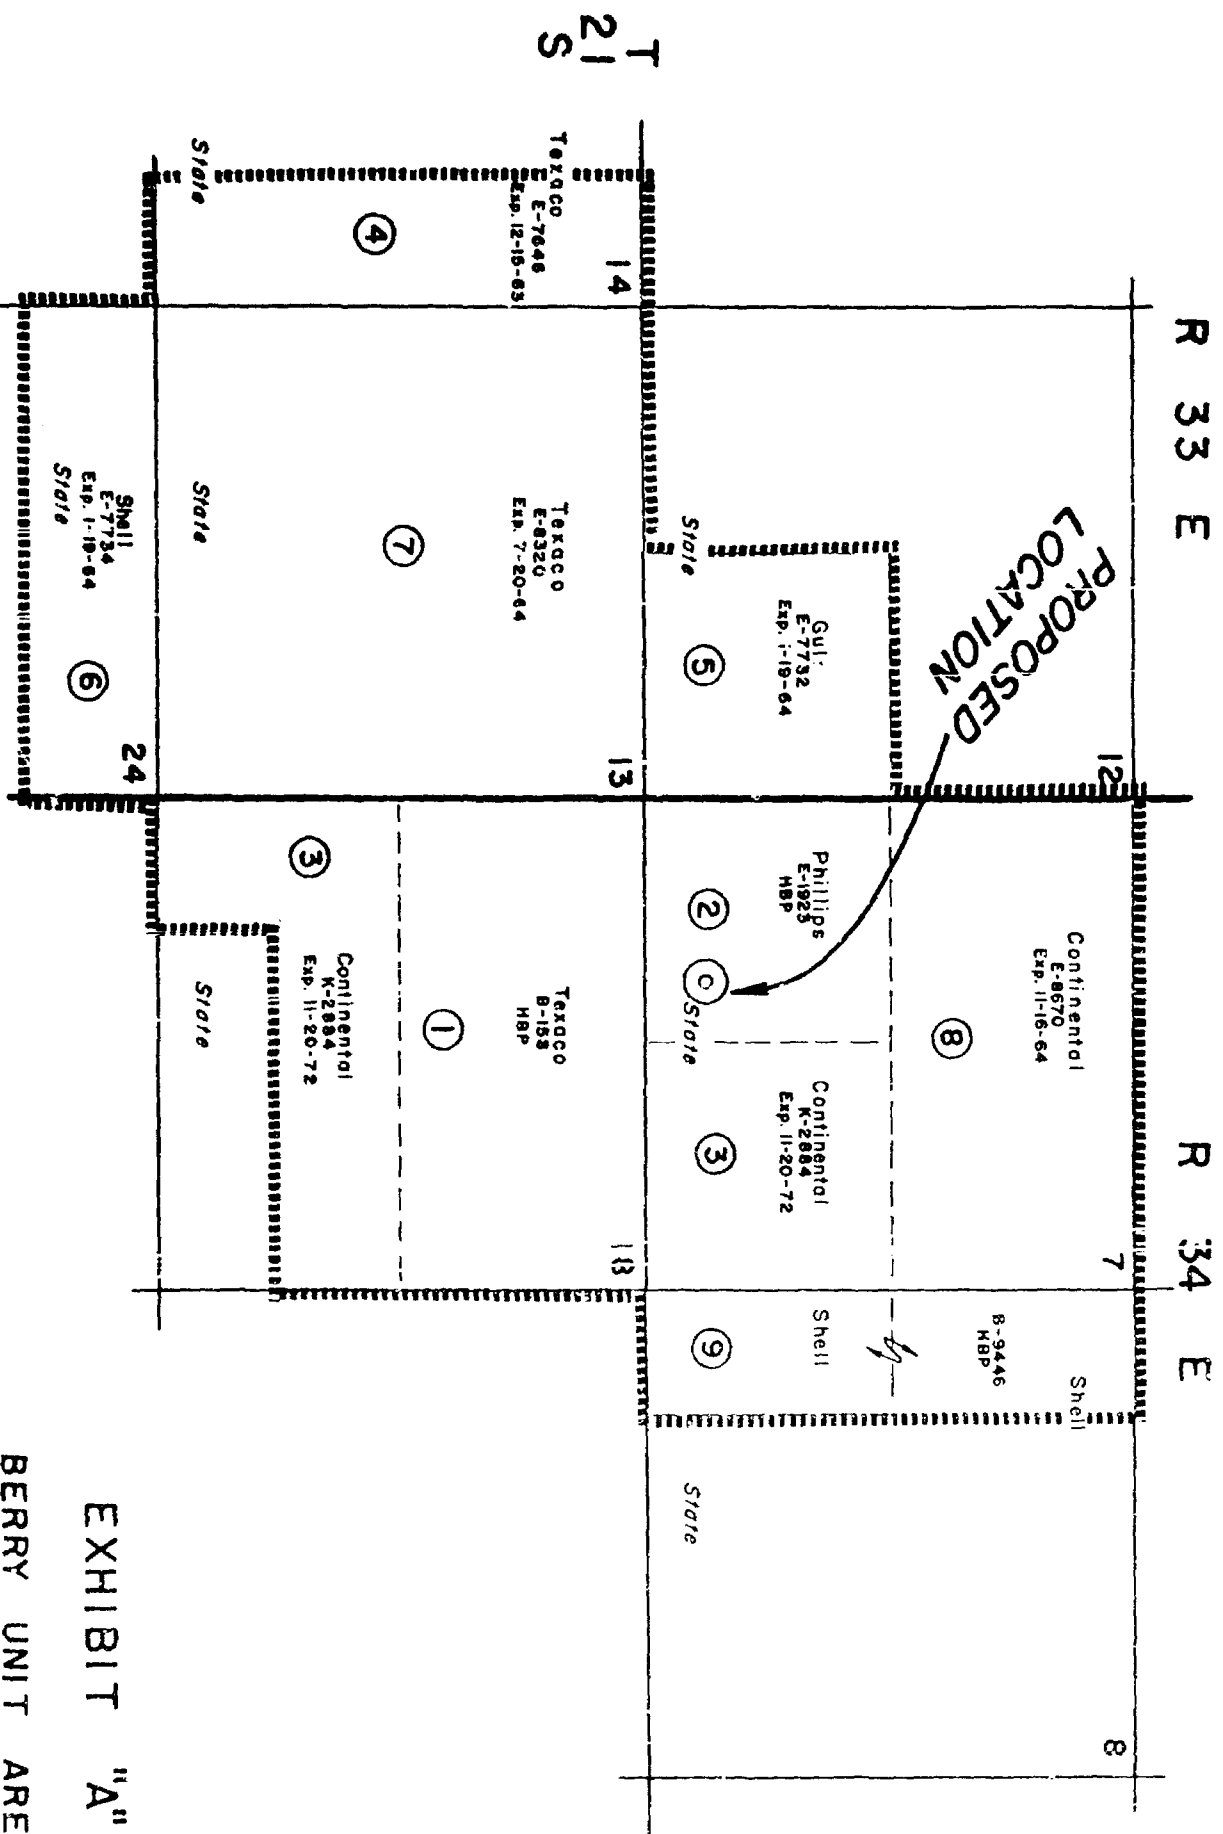 R 33 E
R 34 E
T
21
S
PROPOSED
LOCATION
12
7
8
Continental
E-8670
Exp. 11-16-64
8
Shell
B-9446
HBP
Gulf
E-7732
Exp. 1-19-64
5
State
Phillips
E-1923
HBP
2
State
Continental
K-2884
Exp. 11-20-72
3
Shell
9
State
14
Texaco
E-7646
Exp. 12-15-63
4
State
13
Texaco
E-8320
Exp. 7-20-64
7
State
18
Texaco
B-158
HBP
1
3
Continental
K-2884
Exp. 11-20-72
State
24
Shell
E-7734
Exp. 1-19-64
State
6
EXHIBIT "A"
BERRY UNIT ARE